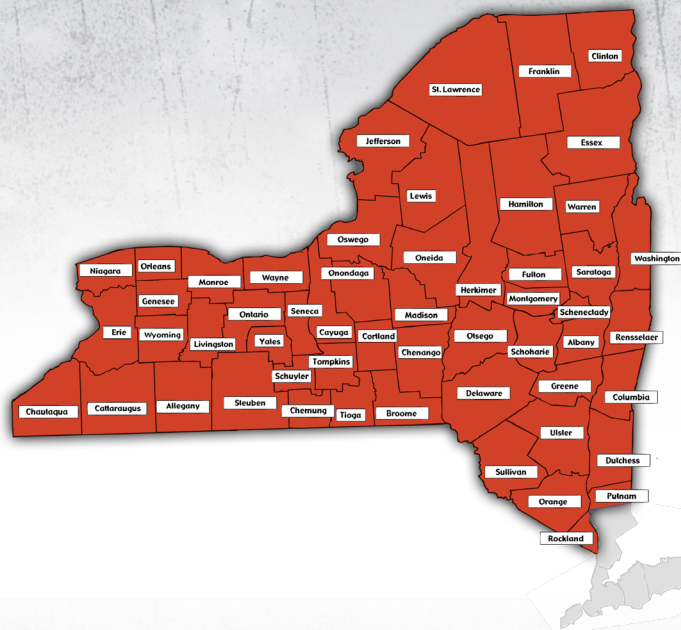 Clinton
Franklin
St. Lawrence
Jefferson
Essex
Lewis
Hamilton
Warren
Oswego
Oneida
Washington
Niagara
Orleans
Monroe
Wayne
Onondaga
Fulton
Saratoga
Herkimer
Montgomery
Genesee
Ontario
Seneca
Madison
Schenectady
Erie
Wyoming
Livingston
Yates
Cayuga
Cortland
Chenango
Otsego
Schoharie
Albany
Rensselaer
Tompkins
Schuyler
Greene
Columbia
Chautauqua
Cattaraugus
Allegany
Steuben
Chemung
Tioga
Broome
Delaware
Ulster
Dutchess
Sullivan
Orange
Putnam
Rockland